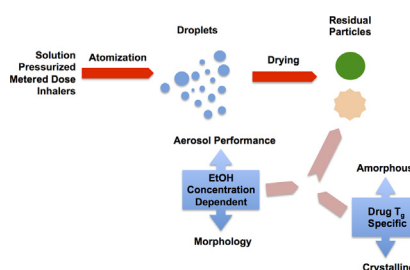 Solution
Pressurized
Metered Dose
Inhalers
Atomization
Droplets
Drying
Residual
Particles
Aerosol Performance
EtOH
Concentration
Dependent
Morphology
Amorphous
Drug Tg
Specific
Crystalline